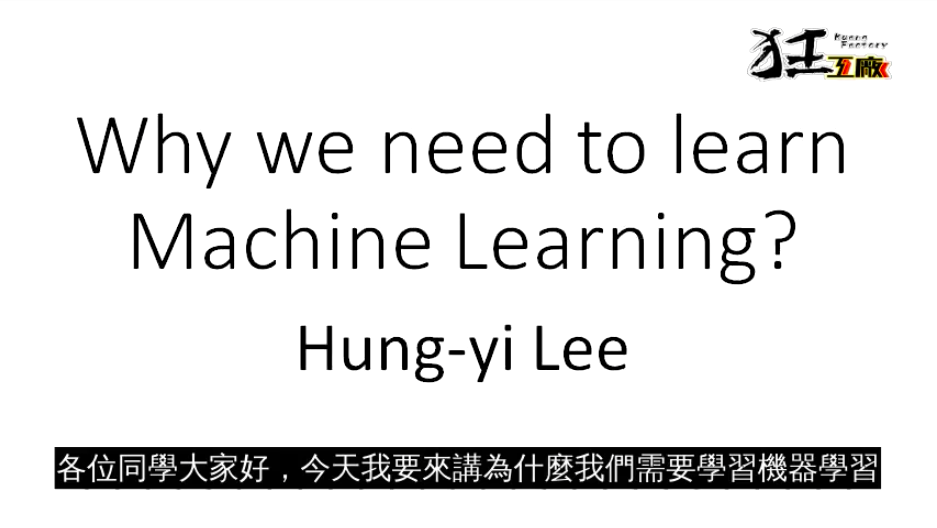 狂 Kuang
Factory
工廠
Why we need to learn
Machine Learning?
Hung-yi Lee
各位同學大家好，今天我要來講為什麼我們需要學習機器學習